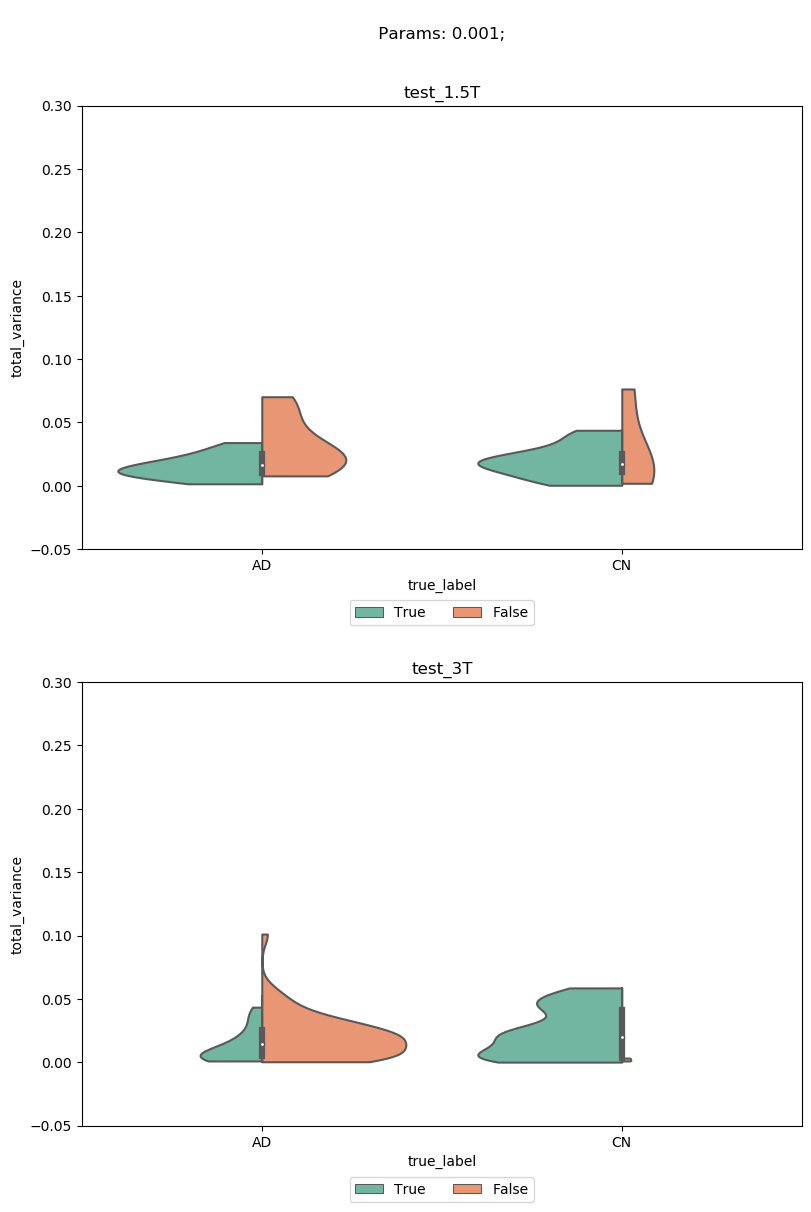 Params: 0.001;
test_1.5T
0.30
0.25
0.20
0.15
0.10
0.05
0.00
−0.05
total_variance
AD CN
true_label
True False
test_3T
0.30
0.25
0.20
0.15
0.10
0.05
0.00
−0.05
total_variance
AD CN
true_label
True False